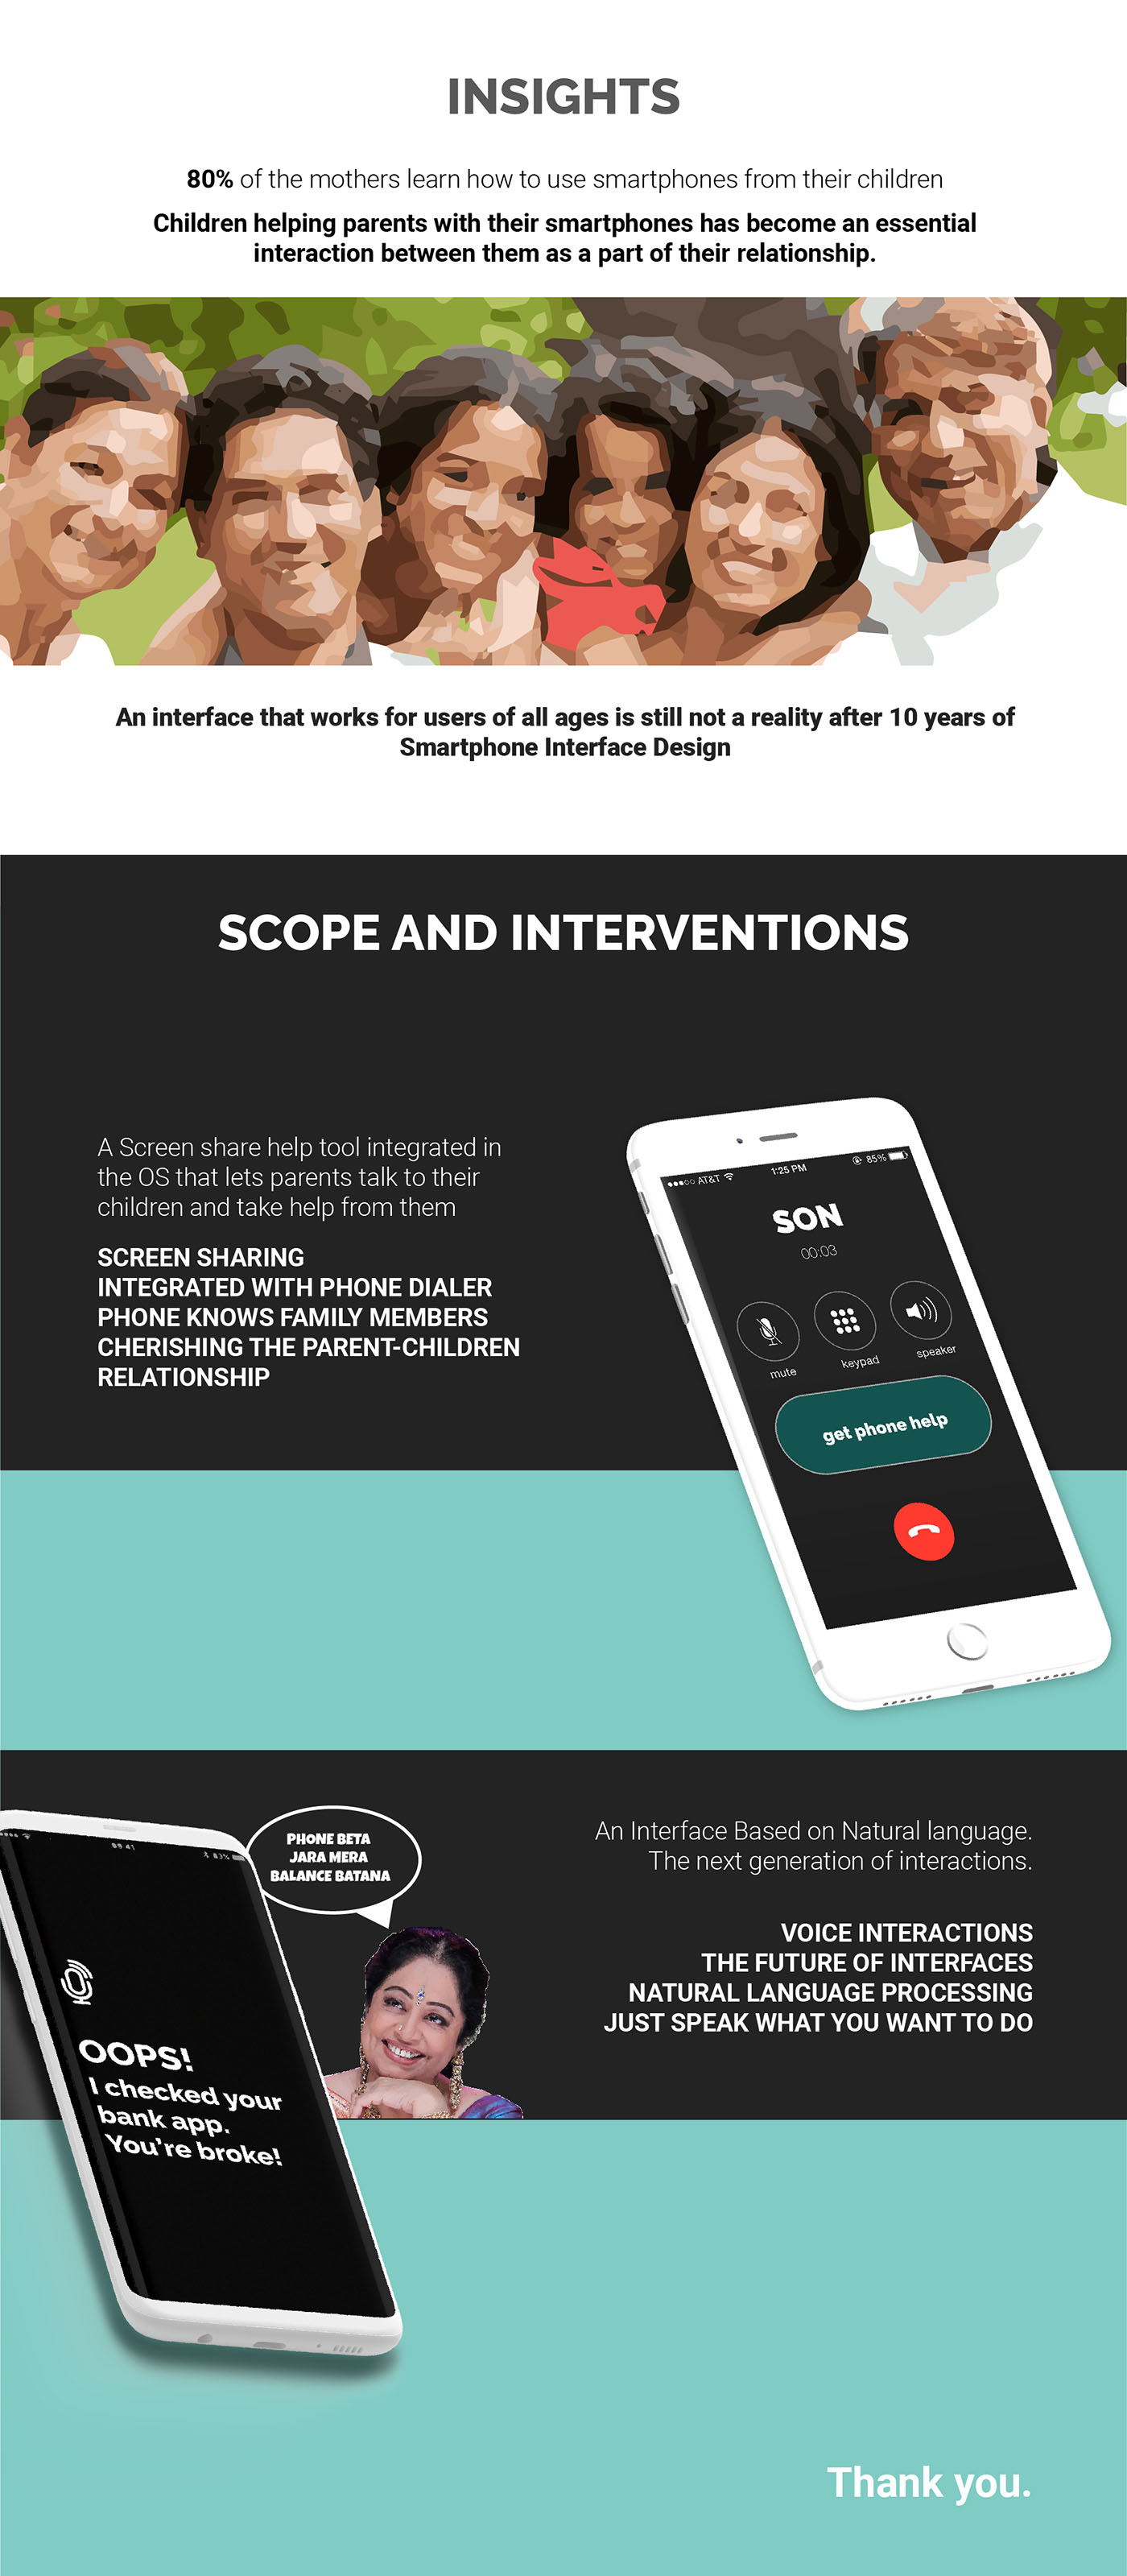 INSIGHTS
80% of the mothers learn how to use smartphones from their children
Children helping parents with their smartphones has become an essential
interaction between them as a part of their relationship.
An interface that works for users of all ages is still not a reality after 10 years of
Smartphone Interface Design
SCOPE AND INTERVENTIONS
A Screen share help tool integrated in
the OS that lets parents talk to their
children and take help from them
SCREEN SHARING
INTEGRATED WITH PHONE DIALER
PHONE KNOWS FAMILY MEMBERS
CHERISHING THE PARENT-CHILDREN
RELATIONSHIP
AT&T 1:25 PM 85%
SON
00:03
mute keypad speaker
get phone help
09 41 83%
PHONE BETA
JARA MERA
BALANCE BATANA
OOPS!
I checked your
bank app.
You're broke!
An Interface Based on Natural language.
The next generation of interactions.
VOICE INTERACTIONS
THE FUTURE OF INTERFACES
NATURAL LANGUAGE PROCESSING
JUST SPEAK WHAT YOU WANT TO DO
Thank you.